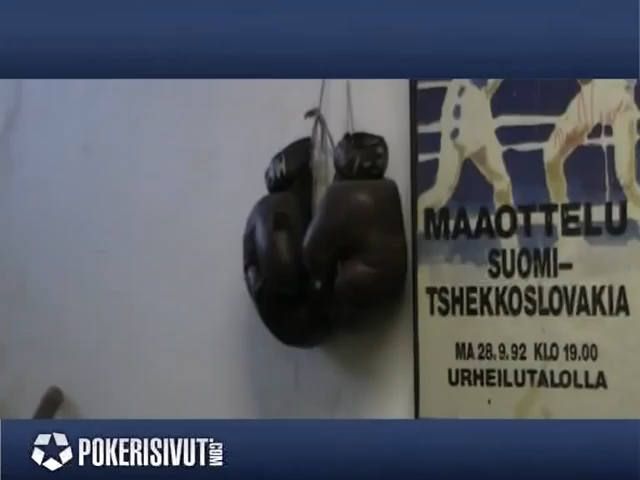 MAAOTTELU
SUOMI–
TSHEKKOSLOVAKIA
MA 28.9.92 KLO 19.00
URHEILUTALOLLA
POKERISIVUT.COM